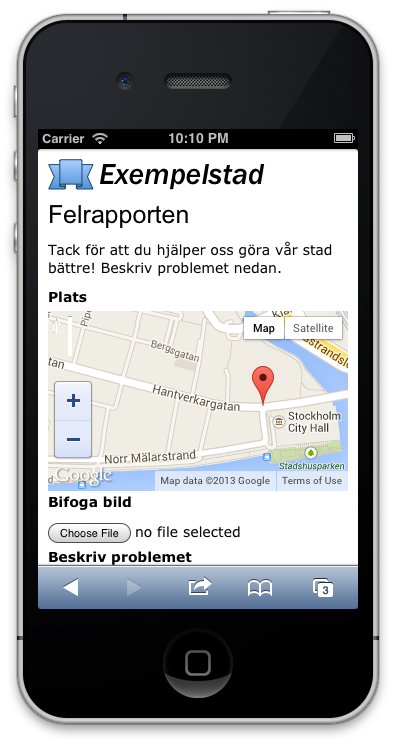 Carrier 10:10 PM
Exempelstad
Felrapporten
Tack för att du hjälper oss göra vår stad
bättre! Beskriv problemet nedan.
Plats
Map Satellite
Bergsgatan
Hantverkargatan
Stockholm
City Hall
Norr Mälarstrand
Stadshusparken
Google
Map data ©2013 Google Terms of Use
Bifoga bild
Choose File no file selected
Beskriv problemet
3